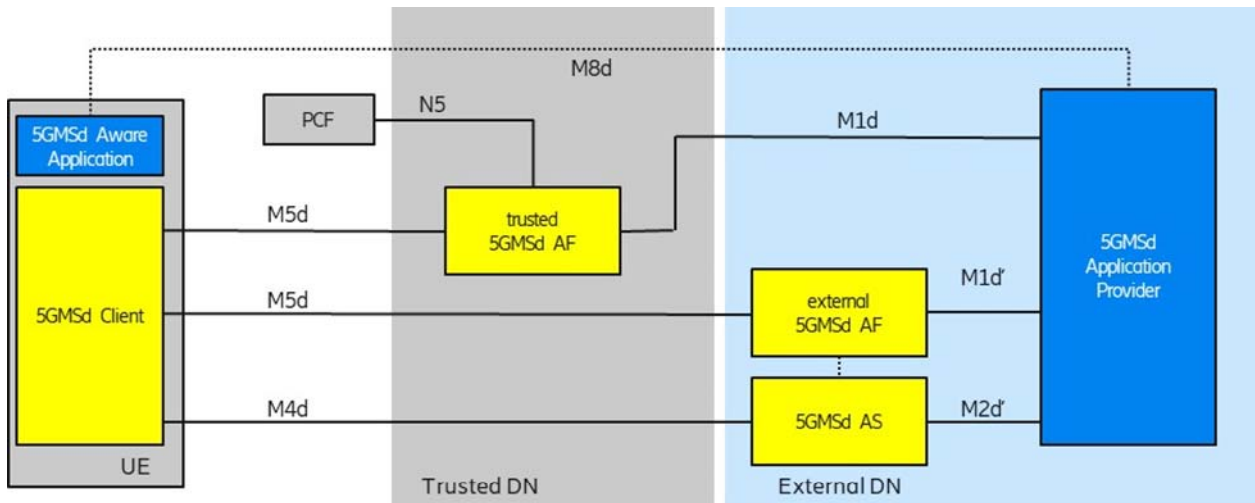 M8d
N5
PCF
M1d
5GMSd Aware
Application
M5d
trusted
5GMSd AF
5GMSd
Application
Provider
M5d
external
5GMSd AF
M1d'
5GMSd Client
M4d
5GMSd AS
M2d'
UE
Trusted DN
External DN